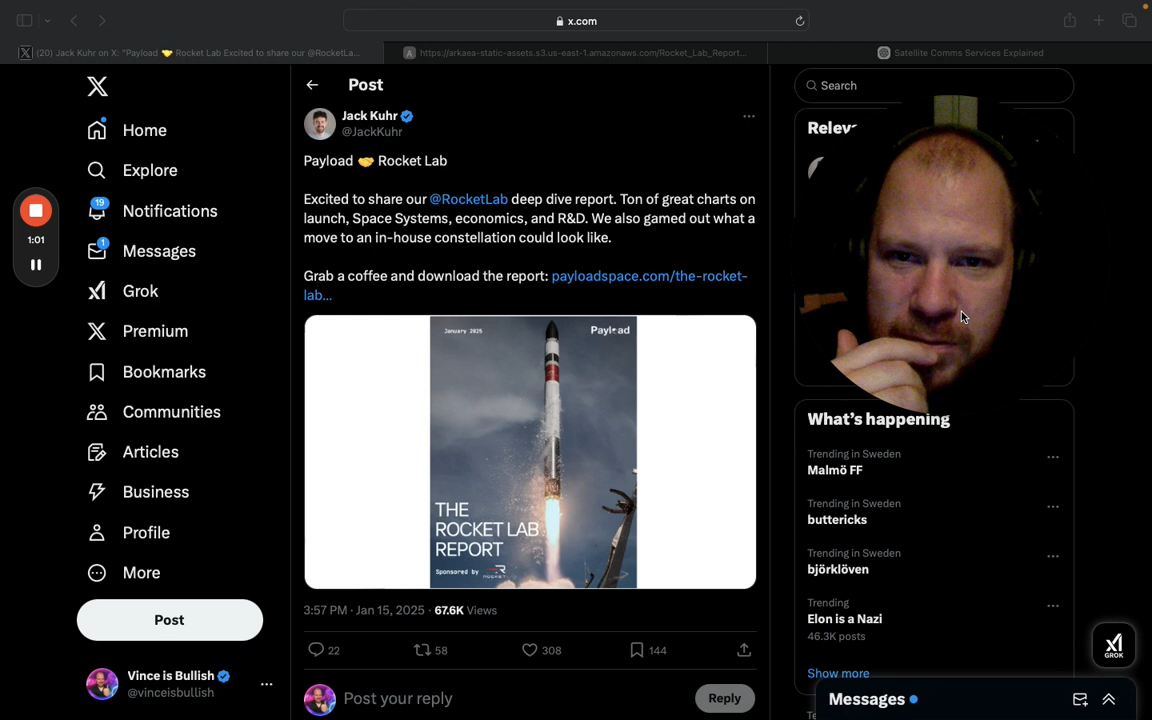 x.com
(20) Jack Kuhr on X: "Payload 🤝 Rocket Lab Excited to share our @RocketLa...
A https://arkaea-static-assets.s3.us-east-1.amazonaws.com/Rocket_Lab_Report...
Satellite Comms Services Explained
Home
Explore
19
Notifications
1
Messages
Grok
Premium
Bookmarks
Communities
Articles
Business
Profile
More
Post
Vince is Bullish
@vinceisbullish
1:01
Post
Jack Kuhr
@JackKuhr
Payload 🤝 Rocket Lab
Excited to share our @RocketLab deep dive report. Ton of great charts on
launch, Space Systems, economics, and R&D. We also gamed out what a
move to an in-house constellation could look like.
Grab a coffee and download the report: payloadspace.com/the-rocket-
lab...
January 2025
Payload
THE
ROCKET LAB
REPORT
Sponsored by
3:57 PM · Jan 15, 2025 · 67.6K Views
22 58 308 144
Post your reply
Reply
Search
Relev
What's happening
Trending in Sweden
Malmö FF
Trending in Sweden
buttericks
Trending in Sweden
björklöven
Trending
Elon is a Nazi
46.3K posts
Show more
GROK
Messages